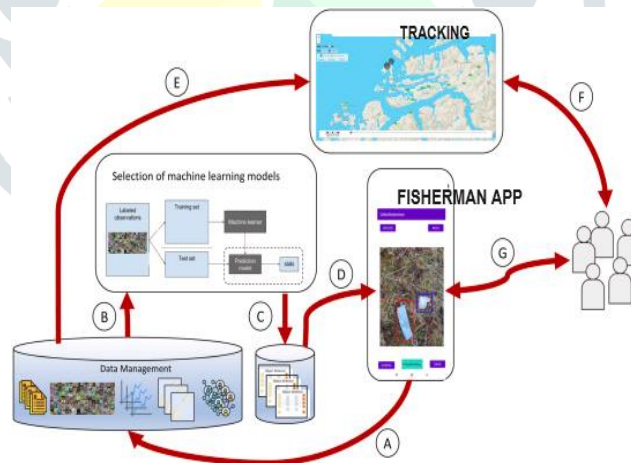 TRACKING
E
F
Selection of machine learning models
Labeled
observations
Training set
Machine learner
Test set
Prediction
model
FISHERMAN APP
B
C
D
G
Data Management
A